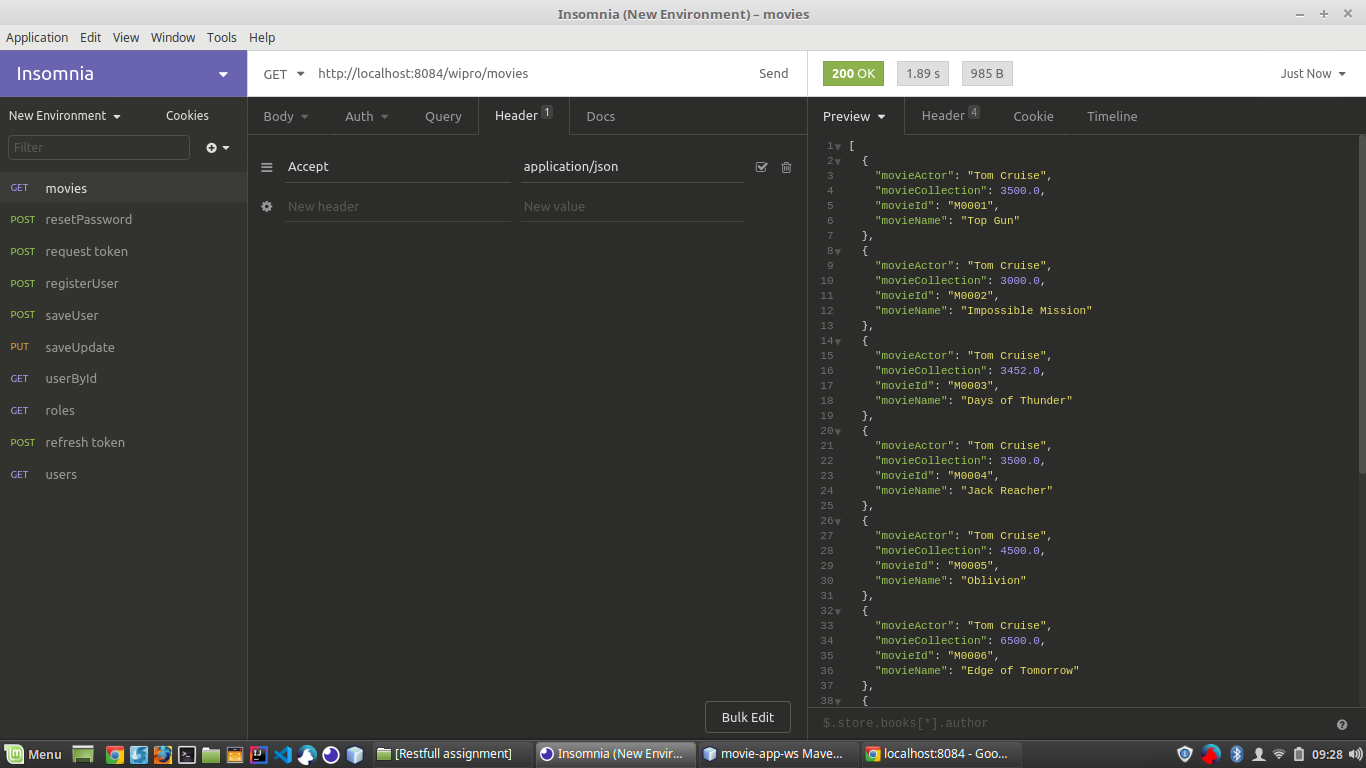 Insomnia (New Environment) – movies
Application Edit View Window Tools Help
Insomnia
GET http://localhost:8084/wipro/movies Send
200 OK 1.89 s 985 B Just Now
New Environment Cookies
Body Auth Query Header 1 Docs
Preview Header 4 Cookie Timeline
Filter
GET movies
POST resetPassword
POST request token
POST registerUser
POST saveUser
PUT saveUpdate
GET userById
GET roles
POST refresh token
GET users
Accept application/json
New header New value
Bulk Edit
1 [
2 {
3 "movieActor": "Tom Cruise",
4 "movieCollection": 3500.0,
5 "movieId": "M0001",
6 "movieName": "Top Gun"
7 },
8 {
9 "movieActor": "Tom Cruise",
10 "movieCollection": 3000.0,
11 "movieId": "M0002",
12 "movieName": "Impossible Mission"
13 },
14 {
15 "movieActor": "Tom Cruise",
16 "movieCollection": 3452.0,
17 "movieId": "M0003",
18 "movieName": "Days of Thunder"
19 },
20 {
21 "movieActor": "Tom Cruise",
22 "movieCollection": 3500.0,
23 "movieId": "M0004",
24 "movieName": "Jack Reacher"
25 },
26 {
27 "movieActor": "Tom Cruise",
28 "movieCollection": 4500.0,
29 "movieId": "M0005",
30 "movieName": "Oblivion"
31 },
32 {
33 "movieActor": "Tom Cruise",
34 "movieCollection": 6500.0,
35 "movieId": "M0006",
36 "movieName": "Edge of Tomorrow"
37 },
38 {
$.store.books[*].author
Menu [Restfull assignment] Insomnia (New Envir... movie-app-ws Mave... localhost:8084 - Goo... 09:28